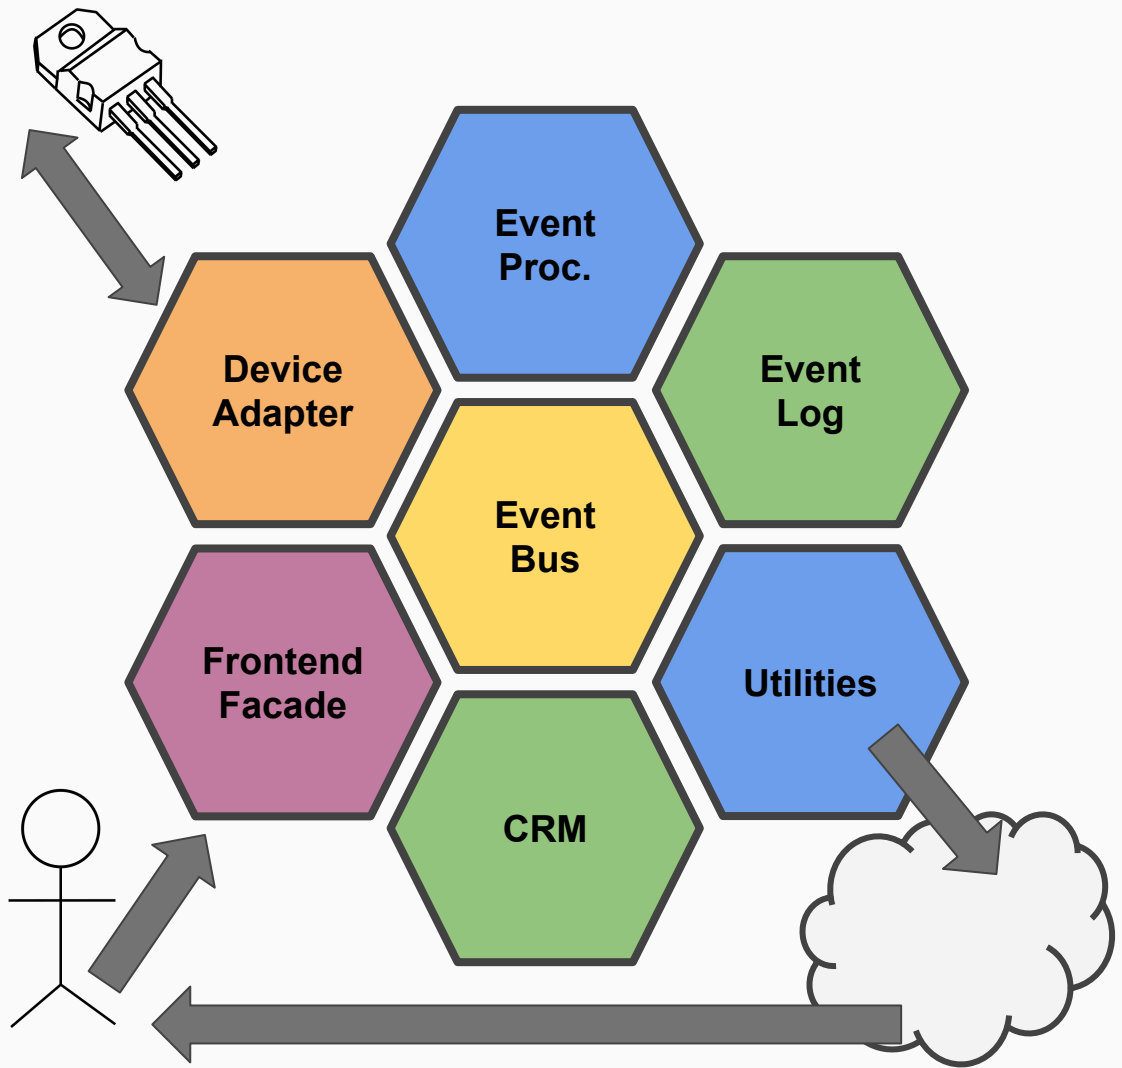 Event
Proc.
Device
Adapter
Event
Log
Event
Bus
Frontend
Facade
Utilities
CRM